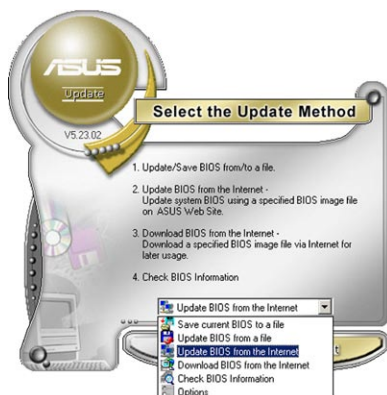 ASUS
Update
V5.23.02
Select the Update Method
1. Update/Save BIOS from/to a file.
2. Update BIOS from the Internet -
Update system BIOS using a specified BIOS image file
on ASUS Web Site.
3. Download BIOS from the Internet -
Download a specified BIOS image file via Internet for
later usage.
4. Check BIOS Information
Update BIOS from the Internet
Save current BIOS to a file
Update BIOS from a file
Update BIOS from the Internet
Download BIOS from the Internet
Check BIOS Information
Options